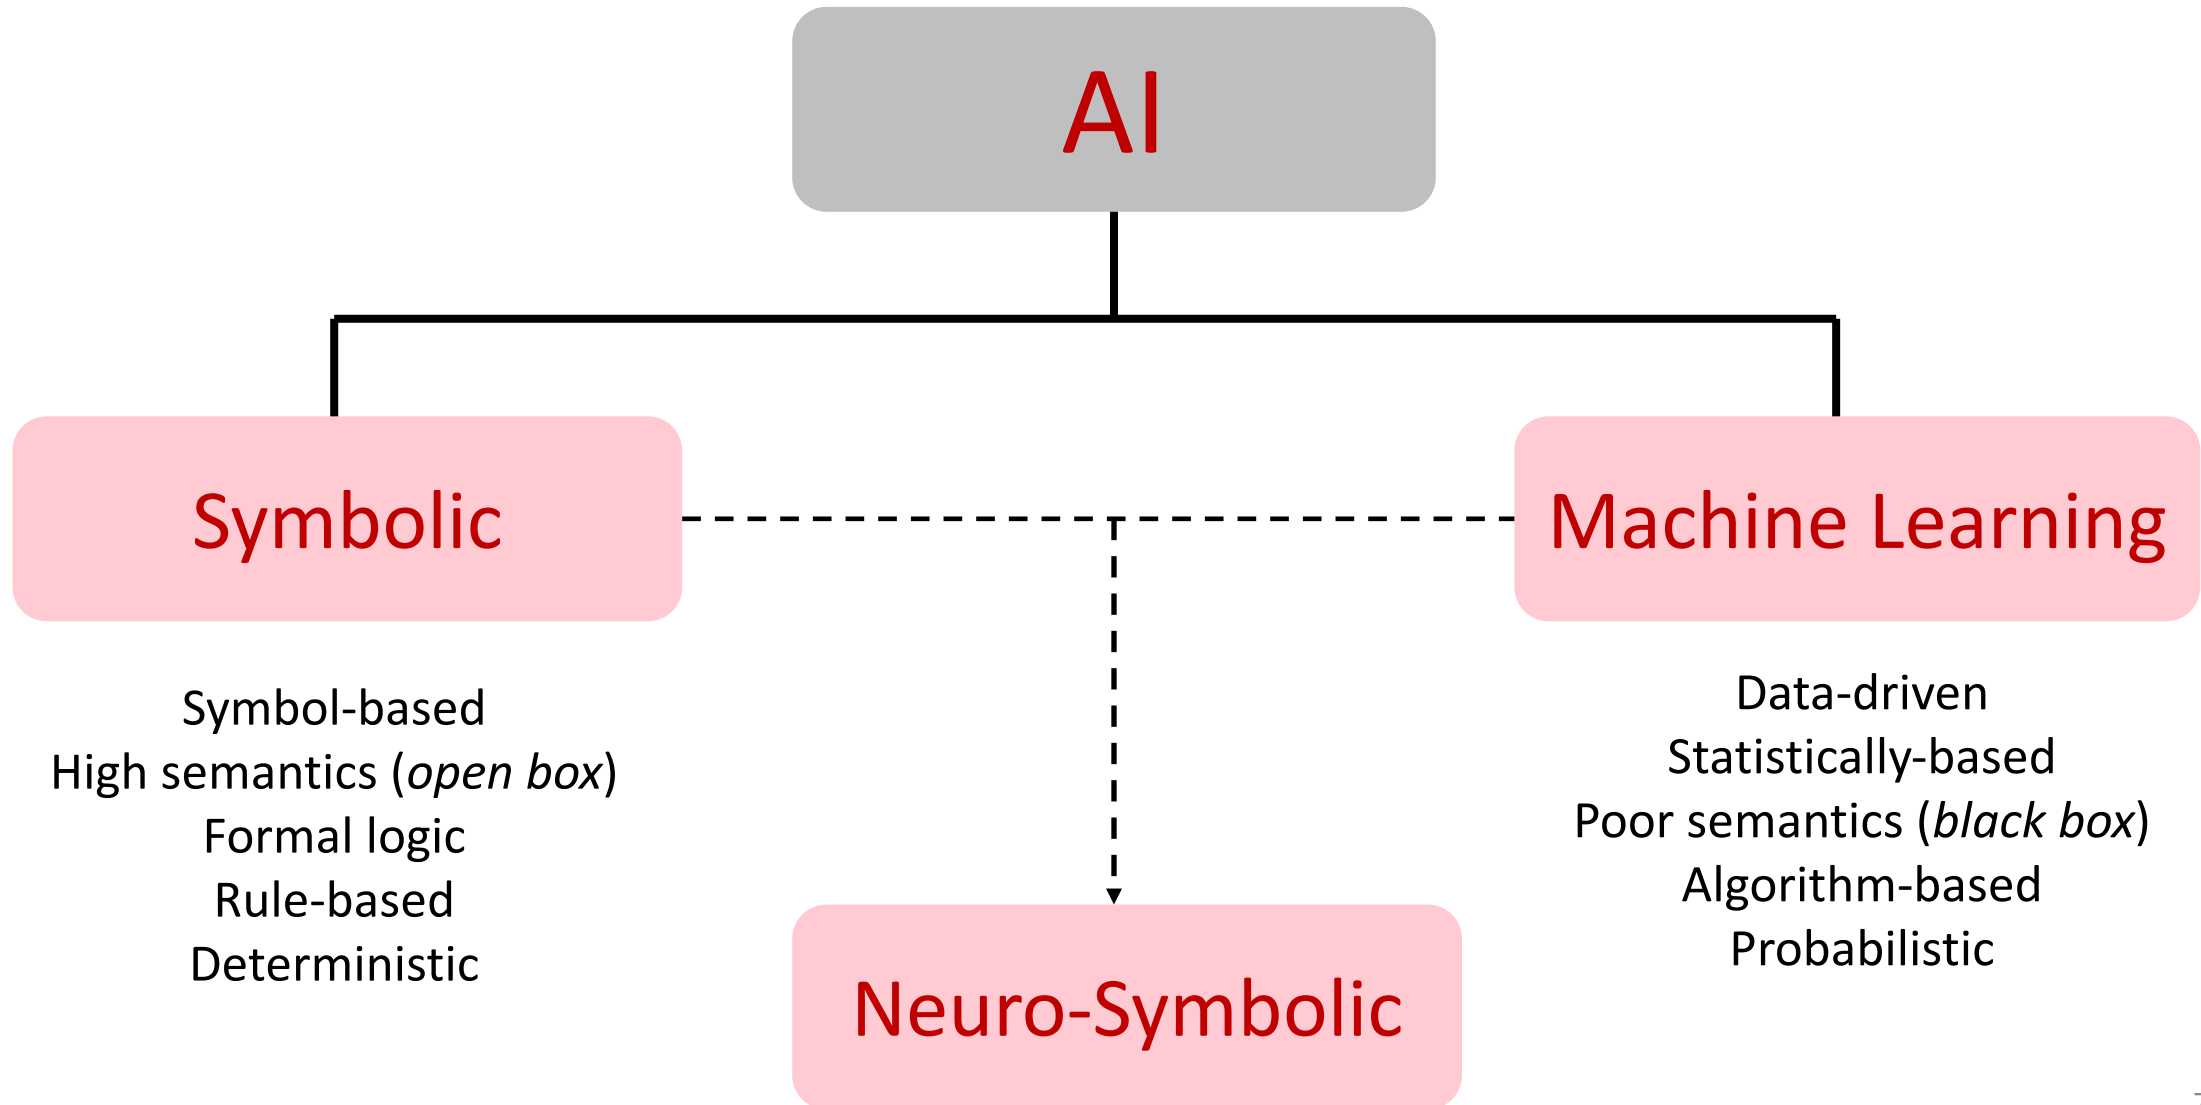 AI
Symbolic
Machine Learning
Symbol-based
High semantics (open box)
Formal logic
Rule-based
Deterministic
Data-driven
Statistically-based
Poor semantics (black box)
Algorithm-based
Probabilistic
Neuro-Symbolic